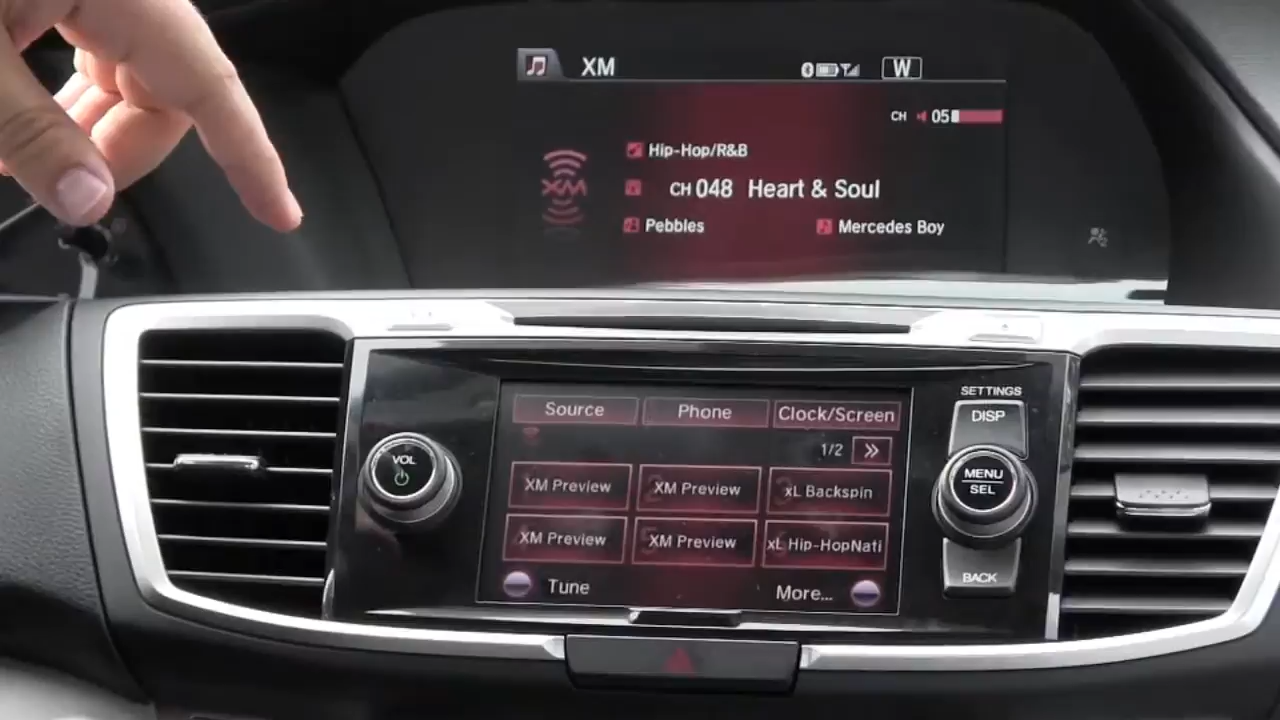 XM
W
CH 05
Hip-Hop/R&B
XM
CH 048 Heart & Soul
Pebbles Mercedes Boy
Source Phone Clock/Screen
1/2 »
XM Preview XM Preview xL Backspin
XM Preview XM Preview xL Hip-HopNati
Tune More...
VOL
SETTINGS
DISP
MENU
SEL
BACK